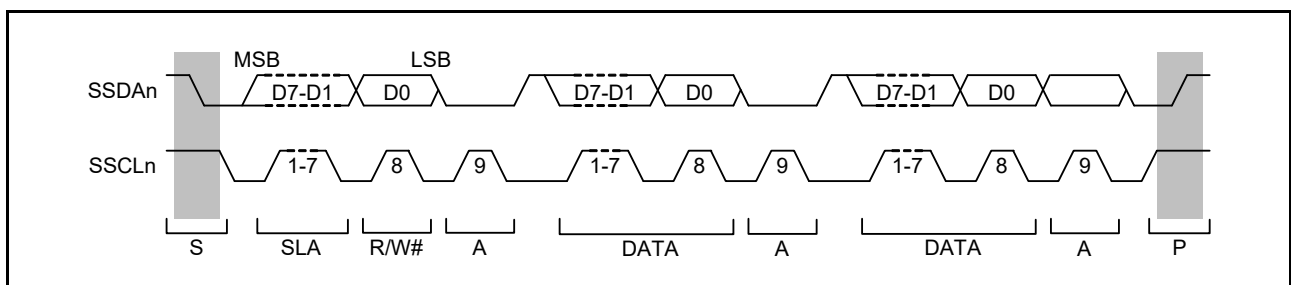 MSB LSB
SSDAn D7-D1 D0 D7-D1 D0 D7-D1 D0
SSCLn 1-7 8 9 1-7 8 9 1-7 8 9
S SLA R/W# A DATA A DATA A P